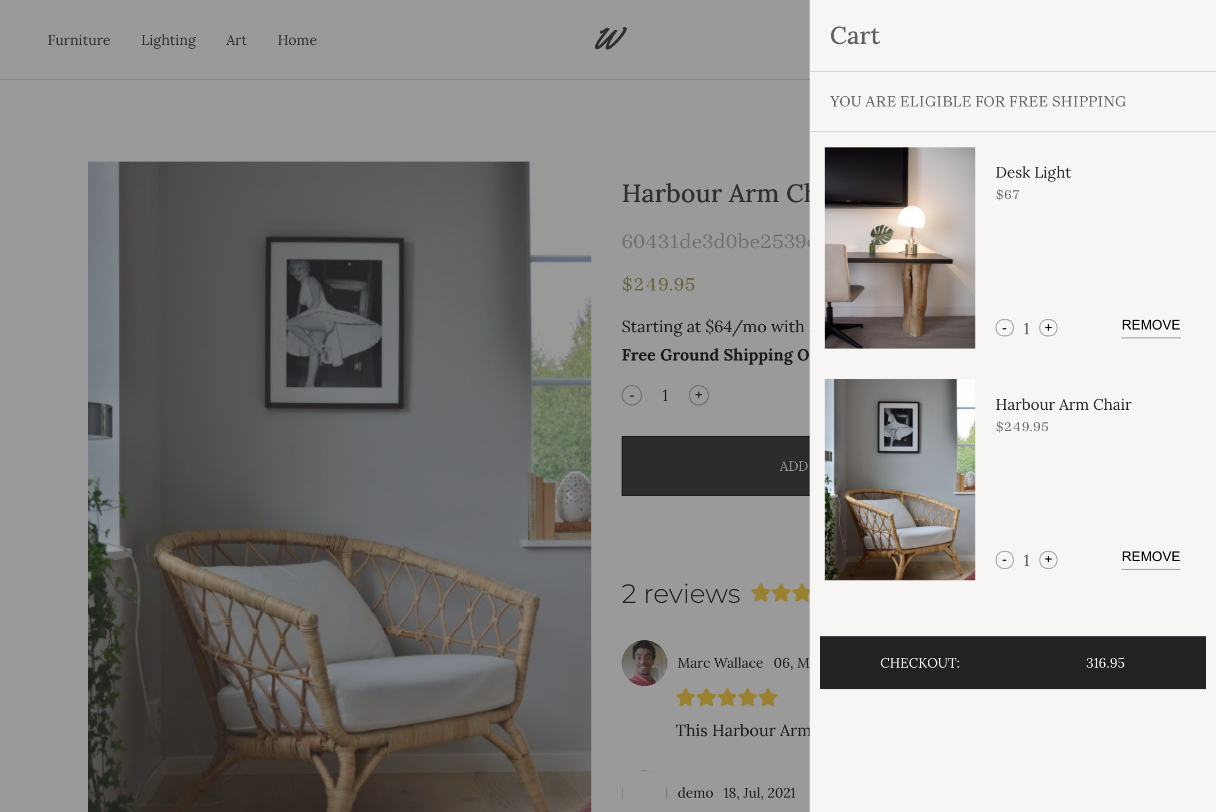 Furniture Lighting Art Home
W
Harbour Arm Ch
60431de3d0be2539
$249.95
Starting at $64/mo with
Free Ground Shipping O
- 1 +
ADD
2 reviews
Marc Wallace 06, M
This Harbour Arm
demo 18, Jul, 2021
Cart
YOU ARE ELIGIBLE FOR FREE SHIPPING
Desk Light
$67
- 1 + REMOVE
Harbour Arm Chair
$249.95
- 1 + REMOVE
CHECKOUT: 316.95